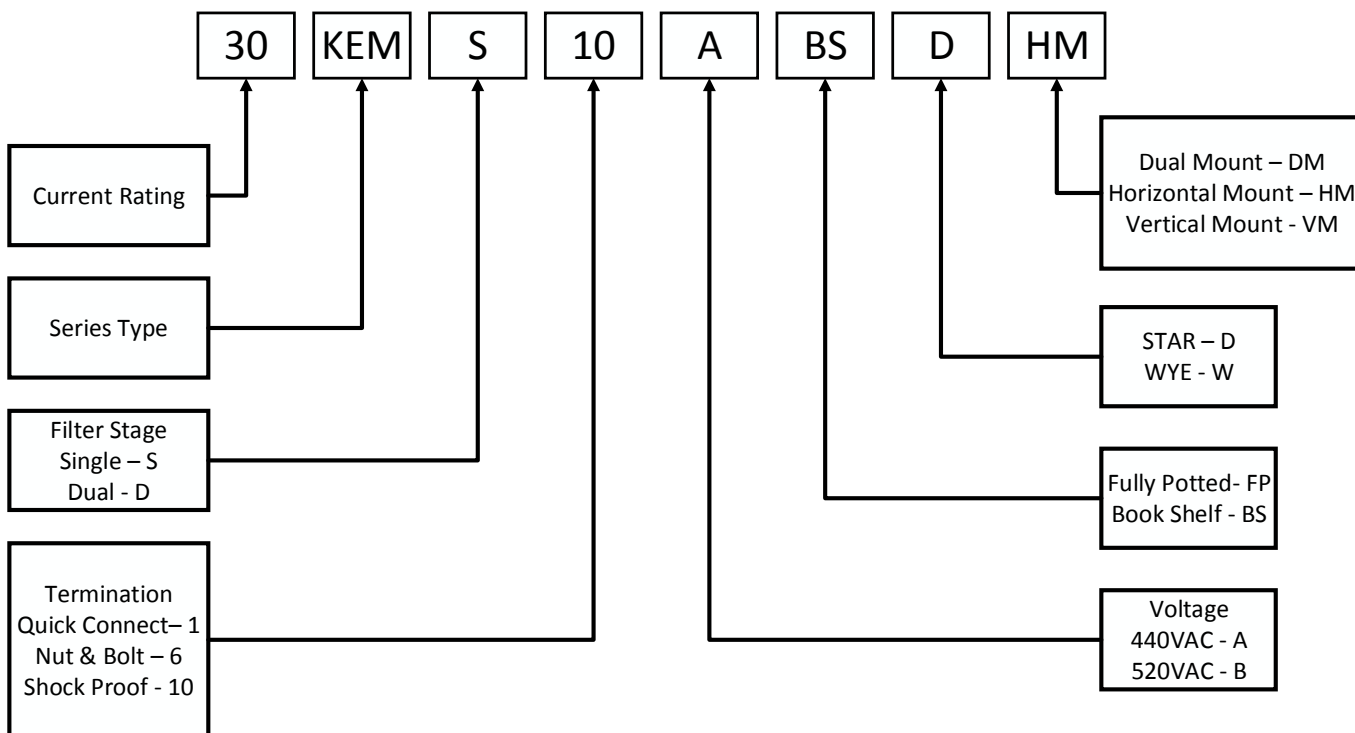 30 KEM S 10 A BS D HM
Current Rating
Series Type
Filter Stage
Single – S
Dual - D
Termination
Quick Connect– 1
Nut & Bolt – 6
Shock Proof - 10
Dual Mount – DM
Horizontal Mount – HM
Vertical Mount - VM
STAR – D
WYE - W
Fully Potted- FP
Book Shelf - BS
Voltage
440VAC - A
520VAC - B